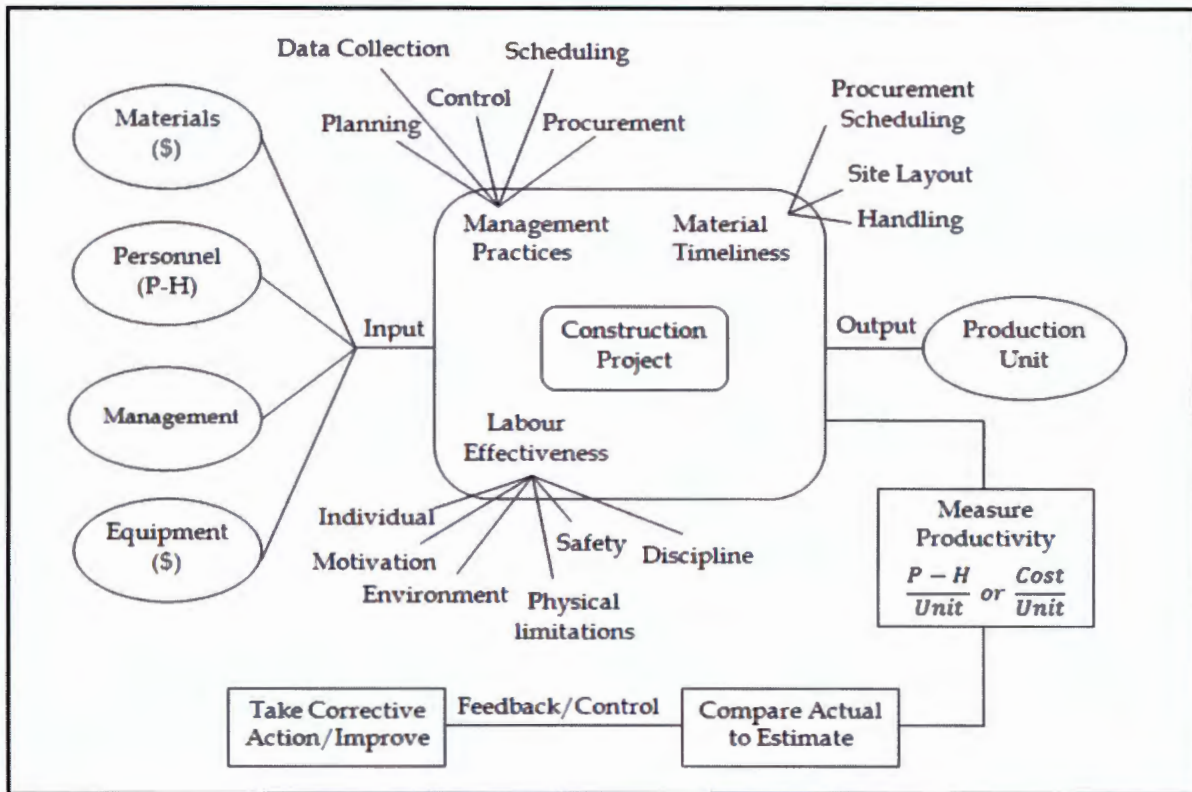 Data Collection
Scheduling
Control
Planning
Procurement
Procurement
Scheduling
Site Layout
Handling
Materials
($)
Personnel
(P-H)
Management
Equipment
($)
Input
Management
Practices
Material
Timeliness
Construction
Project
Labour
Effectiveness
Output
Production
Unit
Individual
Motivation
Environment
Physical
limitations
Safety
Discipline
Measure
Productivity
P − H / Unit or Cost / Unit
Take Corrective
Action/Improve
Feedback/Control
Compare Actual
to Estimate